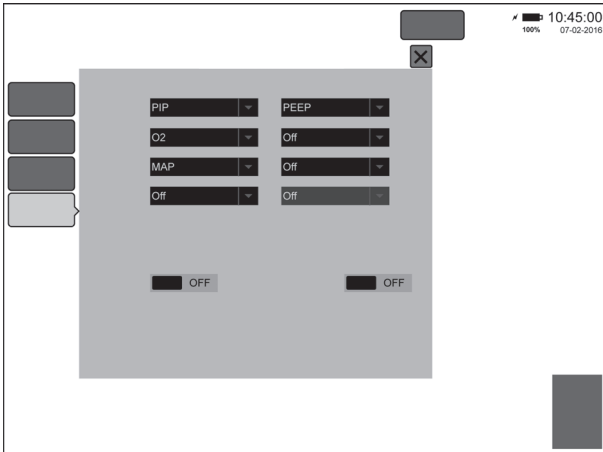 10:45:00
100% 07-02-2016
PIP PEEP
O2 Off
MAP Off
Off Off
OFF OFF